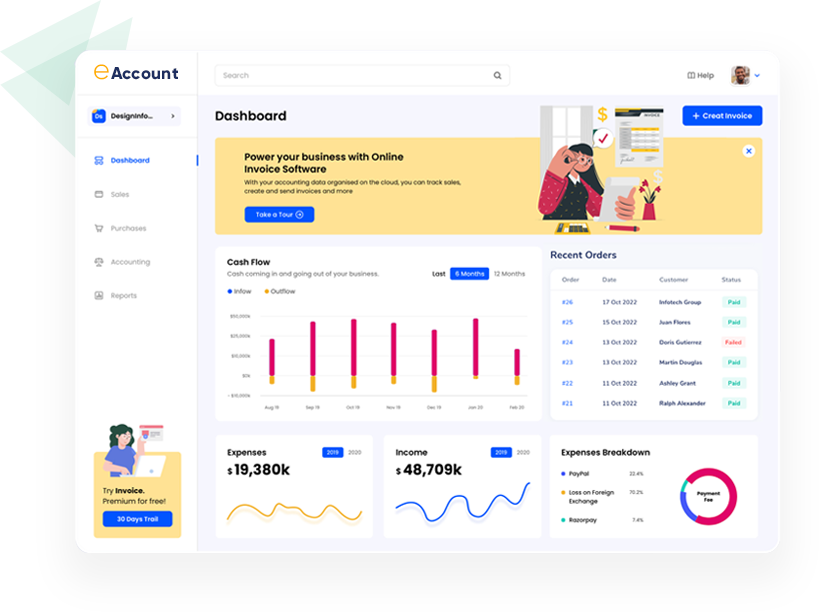 eAccount
Search
Help
Ds DesignInfo...
Dashboard
Sales
Purchases
Accounting
Reports
Try Invoice.
Premium for free!
30 Days Trail
Dashboard
+ Creat Invoice
INVOICE
Power your business with Online
Invoice Software
With your accounting data organised on the cloud, you can track sales,
create and send invoices and more
Take a Tour
Cash Flow
Cash coming in and going out of your business.
Last 6 Months 12 Months
Infow Outflow
$25,000k
$10,000k
$0k
Aug 19 Sep 19 Oct 19 Nov 19 Dec 19 Jan 20 Feb 20
Recent Orders
Order Date Customer Status
#26 17 Oct 2022 Infotech Group Paid
#25 15 Oct 2022 Juan Flores Paid
#24 13 Oct 2022 Doris Gutierrez Failed
#23 13 Oct 2022 Martin Douglas Paid
#22 11 Oct 2022 Ashley Grant Paid
#21 11 Oct 2022 Ralph Alexander Paid
Expenses 2019 2020
$ 19,380k
Income 2019 2020
$ 48,709k
Expenses Breakdown
PayPal 22.4%
Loss on Foreign 70.2%
Exchange
Razorpay 7.4%
Payment
Fee